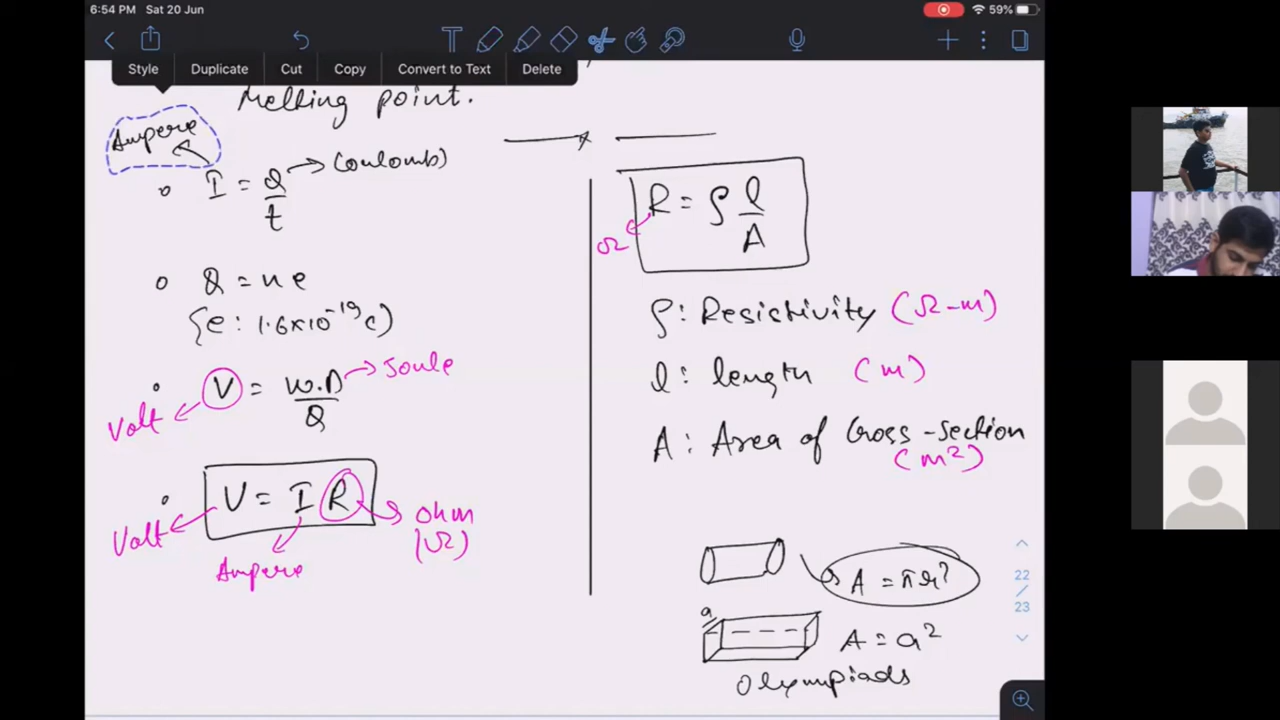 6:54 PM Sat 20 Jun
59%
Style Duplicate Cut Copy Convert to Text Delete
Melting point.
Ampere
I = Q/t → (Coulomb)
Q = ne
{e: 1.6×10⁻¹⁹C)
V = W.D/Q → Joule
Volt
V = IR
Volt
Ampere
ohm
(Ω)
R = ρ l/A
Ω
ρ: Resistivity (Ω-m)
l: length (m)
A: Area of Cross-section
(m²)
A = πr²
a
A = a²
Olympiads
22
/
23